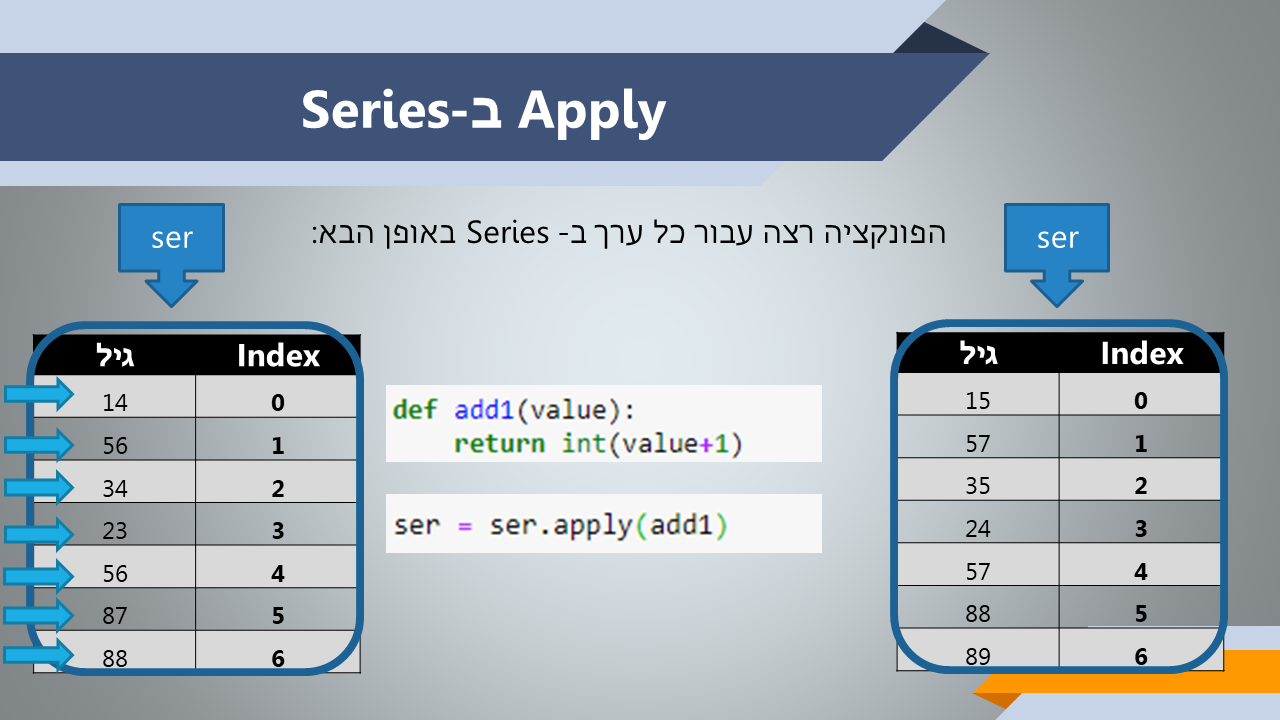 Apply ב-Series
הפונקציה רצה עבור כל ערך ב- Series באופן הבא:
ser
גיל Index
14 0
56 1
34 2
23 3
56 4
87 5
88 6
def add1(value):
    return int(value+1)
ser = ser.apply(add1)
ser
גיל Index
15 0
57 1
35 2
24 3
57 4
88 5
89 6